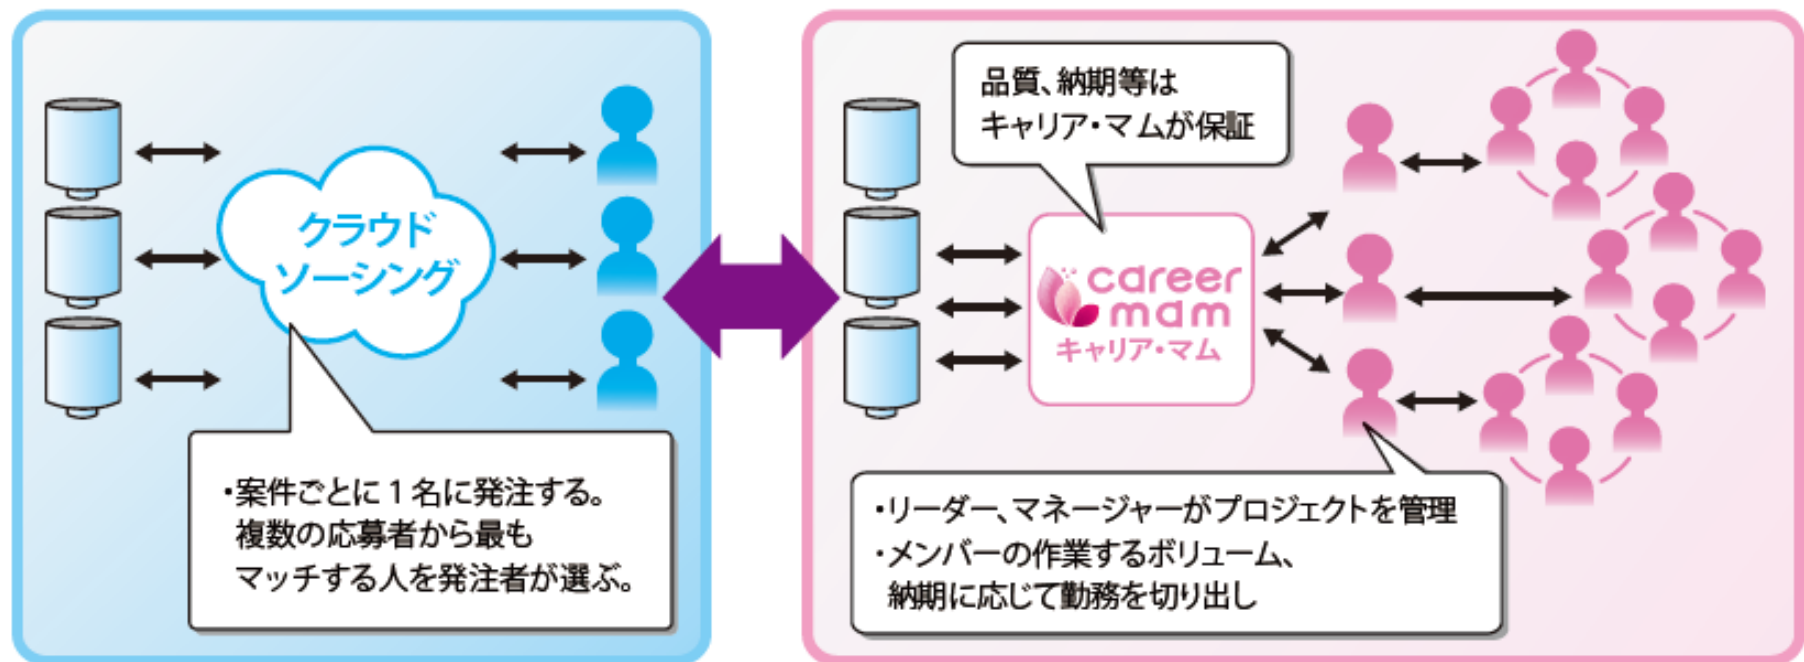 クラウド
ソーシング
・案件ごとに1名に発注する。
複数の応募者から最も
マッチする人を発注者が選ぶ。
品質、納期等は
キャリア・マムが保証
career
mam
キャリア・マム
・リーダー、マネージャーがプロジェクトを管理
・メンバーの作業するボリューム、
納期に応じて勤務を切り出し